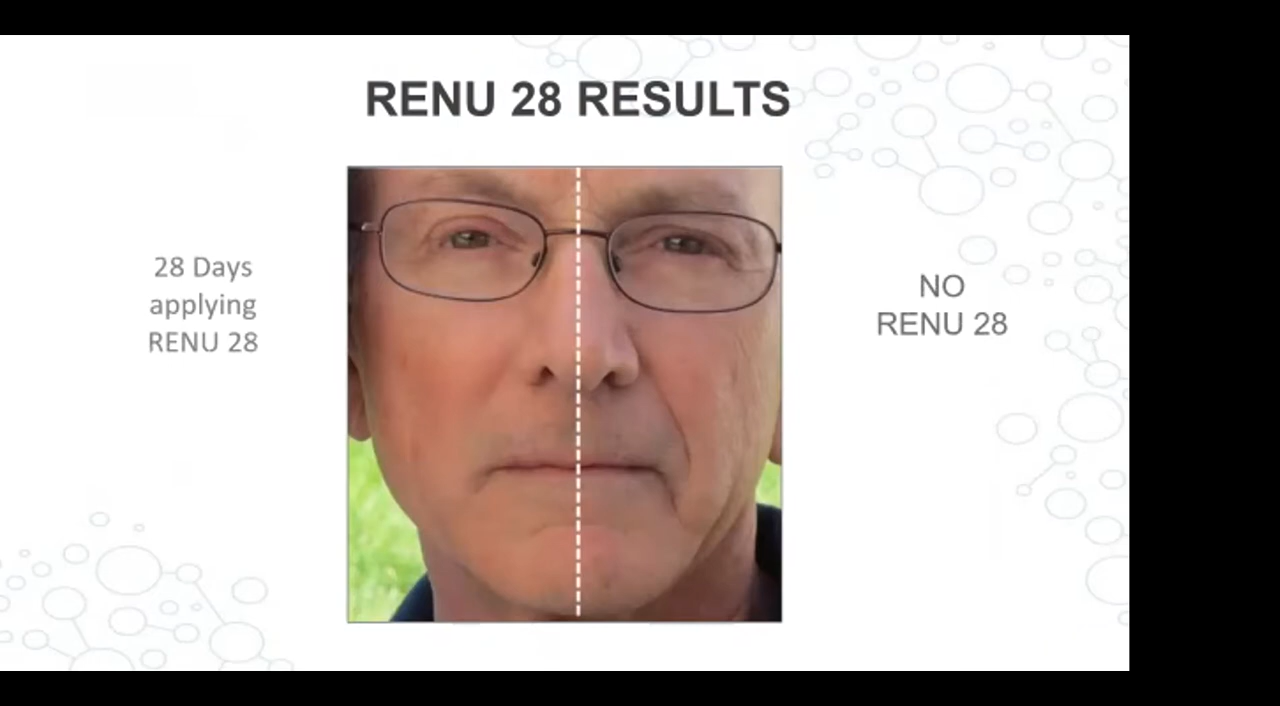 RENU 28 RESULTS
28 Days
applying
RENU 28
NO
RENU 28